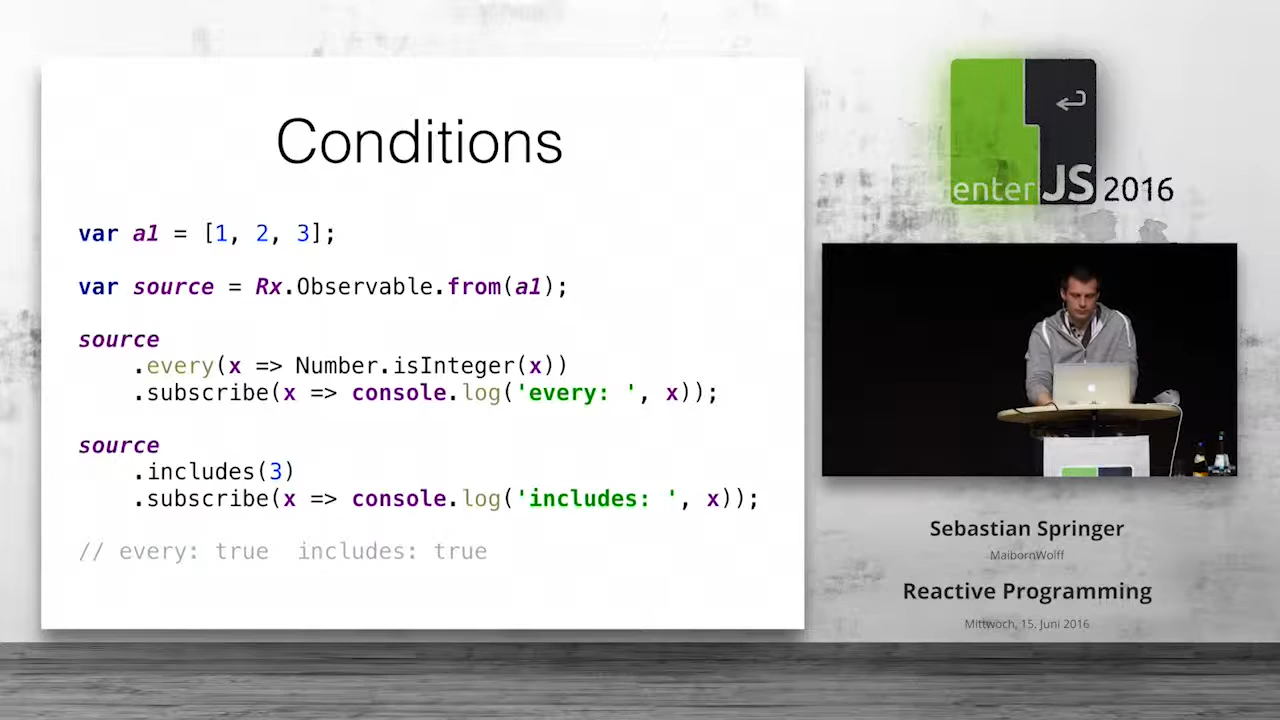 Conditions
var a1 = [1, 2, 3];
var source = Rx.Observable.from(a1);
source
    .every(x => Number.isInteger(x))
    .subscribe(x => console.log('every: ', x));
source
    .includes(3)
    .subscribe(x => console.log('includes: ', x));
// every: true  includes: true
enterJS 2016
Sebastian Springer
MaibornWolff
Reactive Programming
Mittwoch, 15. Juni 2016